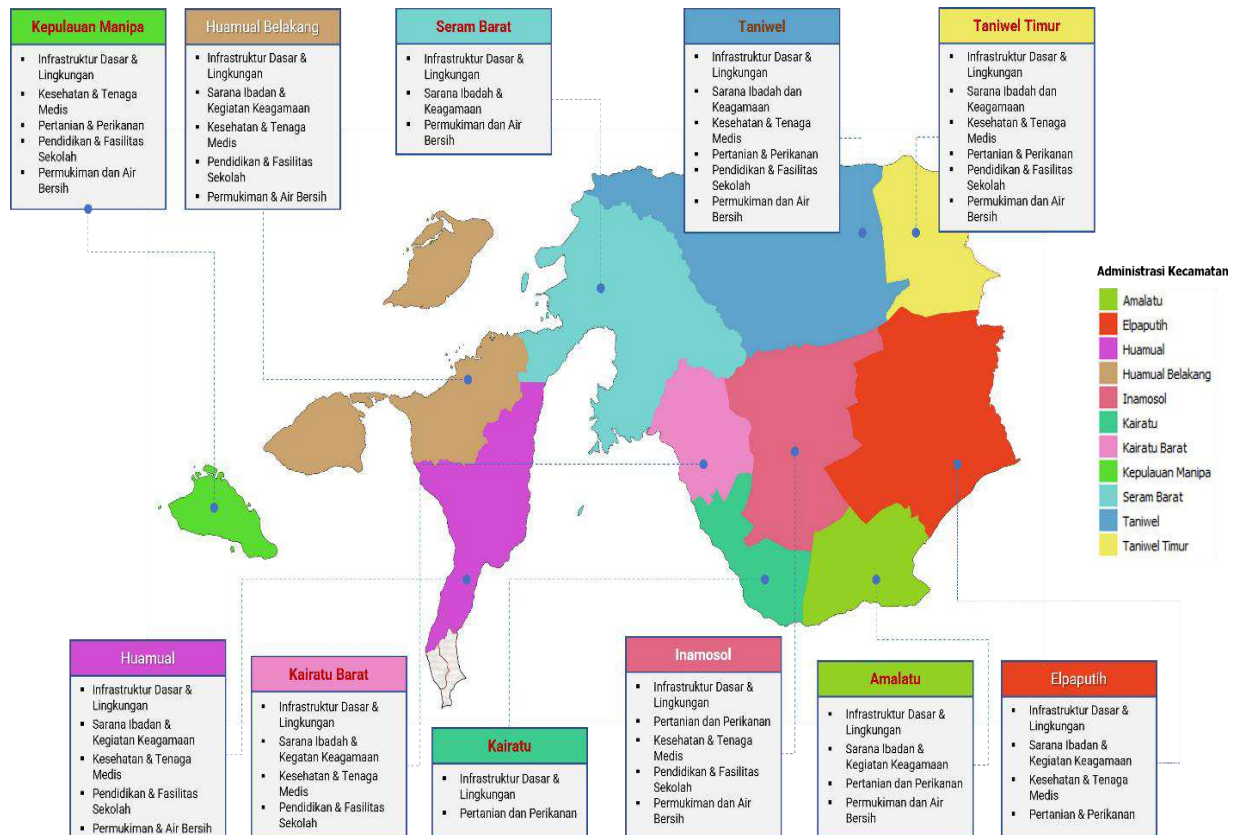 Kepulauan Manipa
Infrastruktur Dasar &
Lingkungan
Kesehatan & Tenaga
Medis
Pertanian & Perikanan
Pendidikan & Fasilitas
Sekolah
Permukiman dan Air
Bersih
Huamual Belakang
Infrastruktur Dasar &
Lingkungan
Sarana Ibadan &
Kegiatan Keagamaan
Kesehatan & Tenaga
Medis
Pendidikan & Fasilitas
Sekolah
Permukiman & Air Bersih
Seram Barat
Infrastruktur Dasar &
Lingkungan
Sarana Ibadah &
Keagamaan
Permukiman dan Air
Bersih
Taniwel
Infrastruktur Dasar &
Lingkungan
Sarana Ibadah dan
Keagamaan
Kesehatan & Tenaga
Medis
Pertanian & Perikanan
Pendidikan & Fasilitas
Sekolah
Permukiman dan Air
Bersih
Taniwel Timur
Infrastruktur Dasar &
Lingkungan
Sarana Ibadah dan
Keagamaan
Kesehatan & Tenaga
Medis
Pertanian & Perikanan
Pendidikan & Fasilitas
Sekolah
Permukiman dan Air
Bersih
Administrasi Kecamatan
Amalatu
Elpaputih
Huamual
Huamual Belakang
Inamosol
Kairatu
Kairatu Barat
Kepulauan Manipa
Seram Barat
Taniwel
Taniwel Timur
Huamual
Infrastruktur Dasar &
Lingkungan
Sarana Ibadan &
Kegiatan Keagamaan
Kesehatan & Tenaga
Medis
Pendidikan & Fasilitas
Sekolah
Permukiman & Air Bersih
Kairatu Barat
Infrastruktur Dasar &
Lingkungan
Sarana Ibadah &
Kegatan Keagamaan
Kesehatan & Tenaga
Medis
Pendidikan & Fasilitas
Sekolah
Kairatu
Infrastruktur Dasar &
Lingkungan
Pertanian dan Perikanan
Inamosol
Infrastruktur Dasar &
Lingkungan
Pertanian dan Perikanan
Kesehatan & Tenaga
Medis
Pendidikan & Fasilitas
Sekolah
Permukiman dan Air
Bersih
Amalatu
Infrastruktur Dasar &
Lingkungan
Sarana Ibadan &
Kegiatan Keagamaan
Pertanian dan Perikanan
Permukiman dan Air
Bersih
Elpaputih
Infrastruktur Dasar &
Lingkungan
Sarana Ibadan &
Kegiatan Keagamaan
Kesehatan & Tenaga
Medis
Pertanian & Perikanan